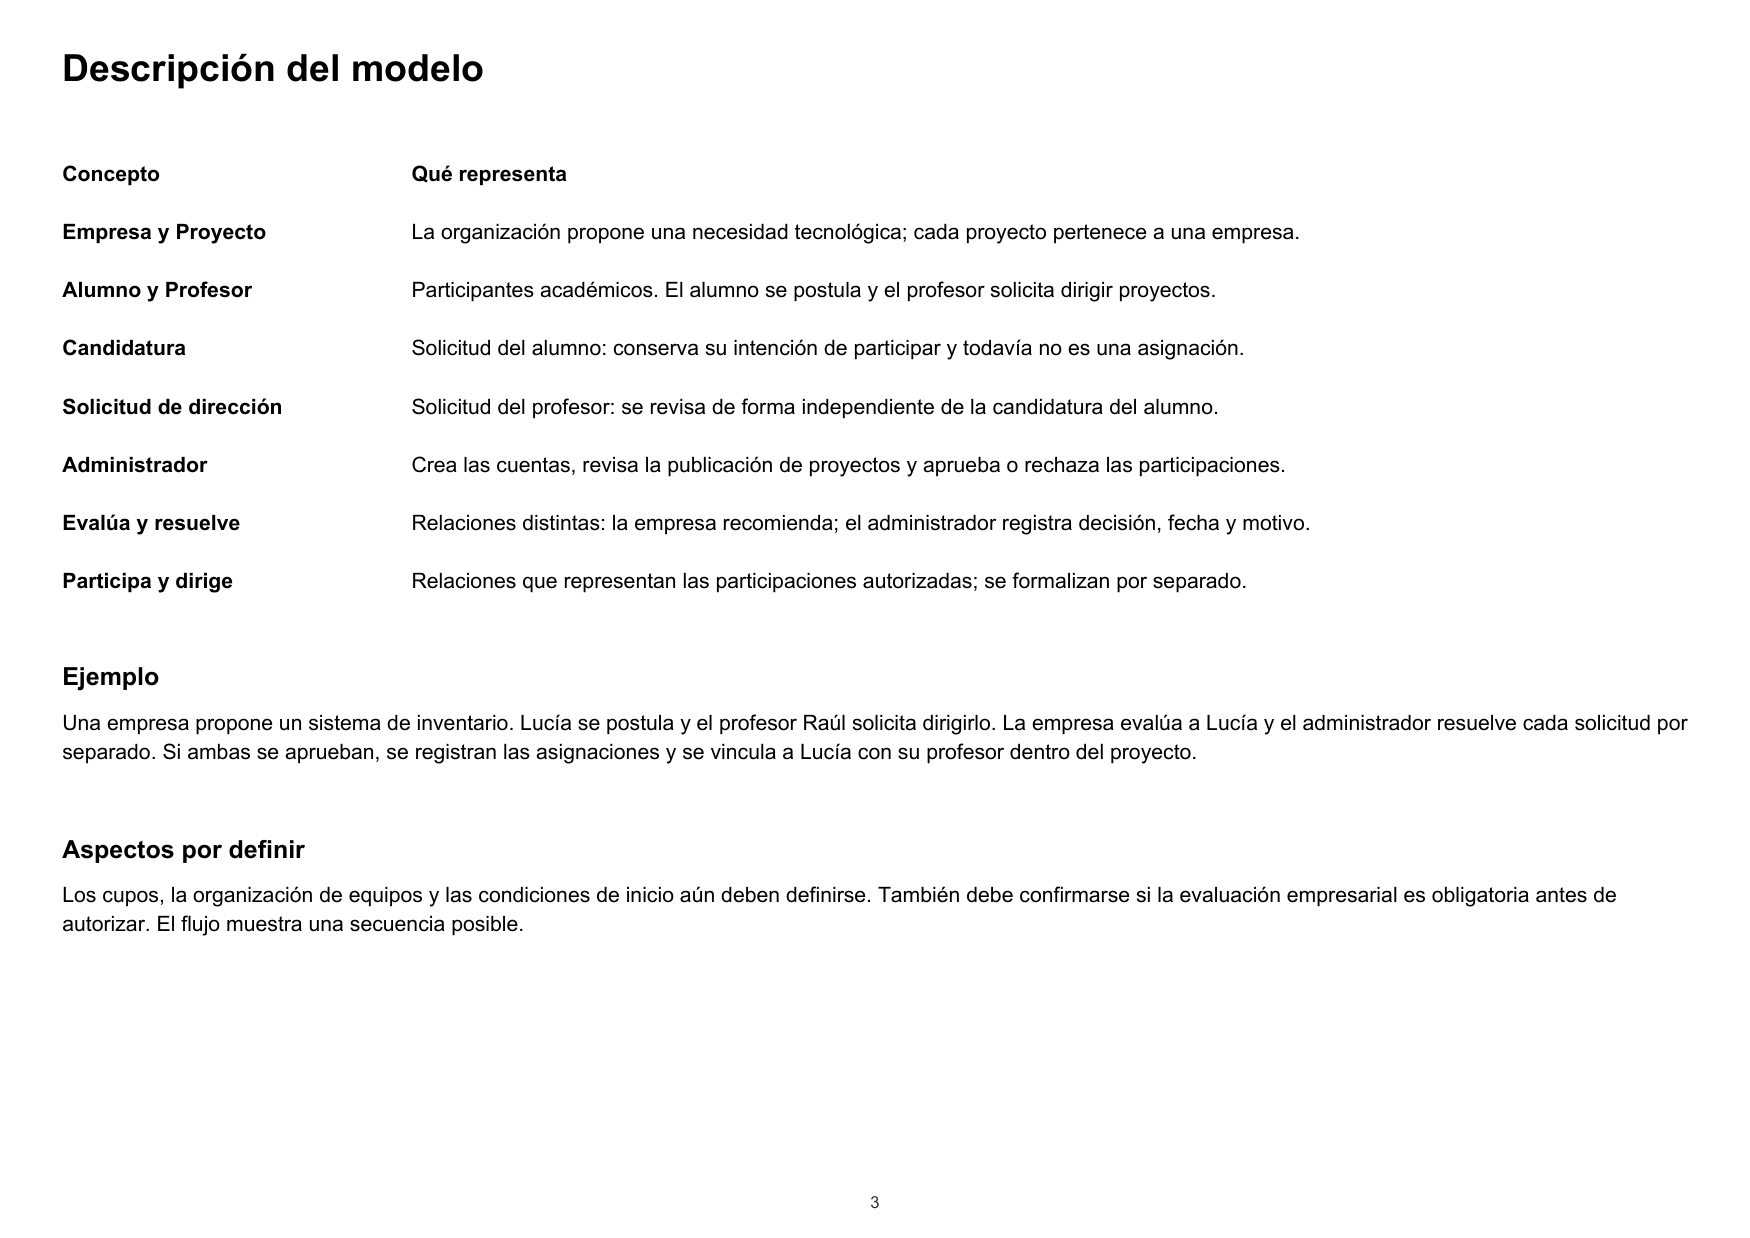 Descripción del modelo
Concepto Qué representa
Empresa y Proyecto La organización propone una necesidad tecnológica; cada proyecto pertenece a una empresa.
Alumno y Profesor Participantes académicos. El alumno se postula y el profesor solicita dirigir proyectos.
Candidatura Solicitud del alumno: conserva su intención de participar y todavía no es una asignación.
Solicitud de dirección Solicitud del profesor: se revisa de forma independiente de la candidatura del alumno.
Administrador Crea las cuentas, revisa la publicación de proyectos y aprueba o rechaza las participaciones.
Evalúa y resuelve Relaciones distintas: la empresa recomienda; el administrador registra decisión, fecha y motivo.
Participa y dirige Relaciones que representan las participaciones autorizadas; se formalizan por separado.
Ejemplo
Una empresa propone un sistema de inventario. Lucía se postula y el profesor Raúl solicita dirigirlo. La empresa evalúa a Lucía y el administrador resuelve cada solicitud por
separado. Si ambas se aprueban, se registran las asignaciones y se vincula a Lucía con su profesor dentro del proyecto.
Aspectos por definir
Los cupos, la organización de equipos y las condiciones de inicio aún deben definirse. También debe confirmarse si la evaluación empresarial es obligatoria antes de
autorizar. El flujo muestra una secuencia posible.
3